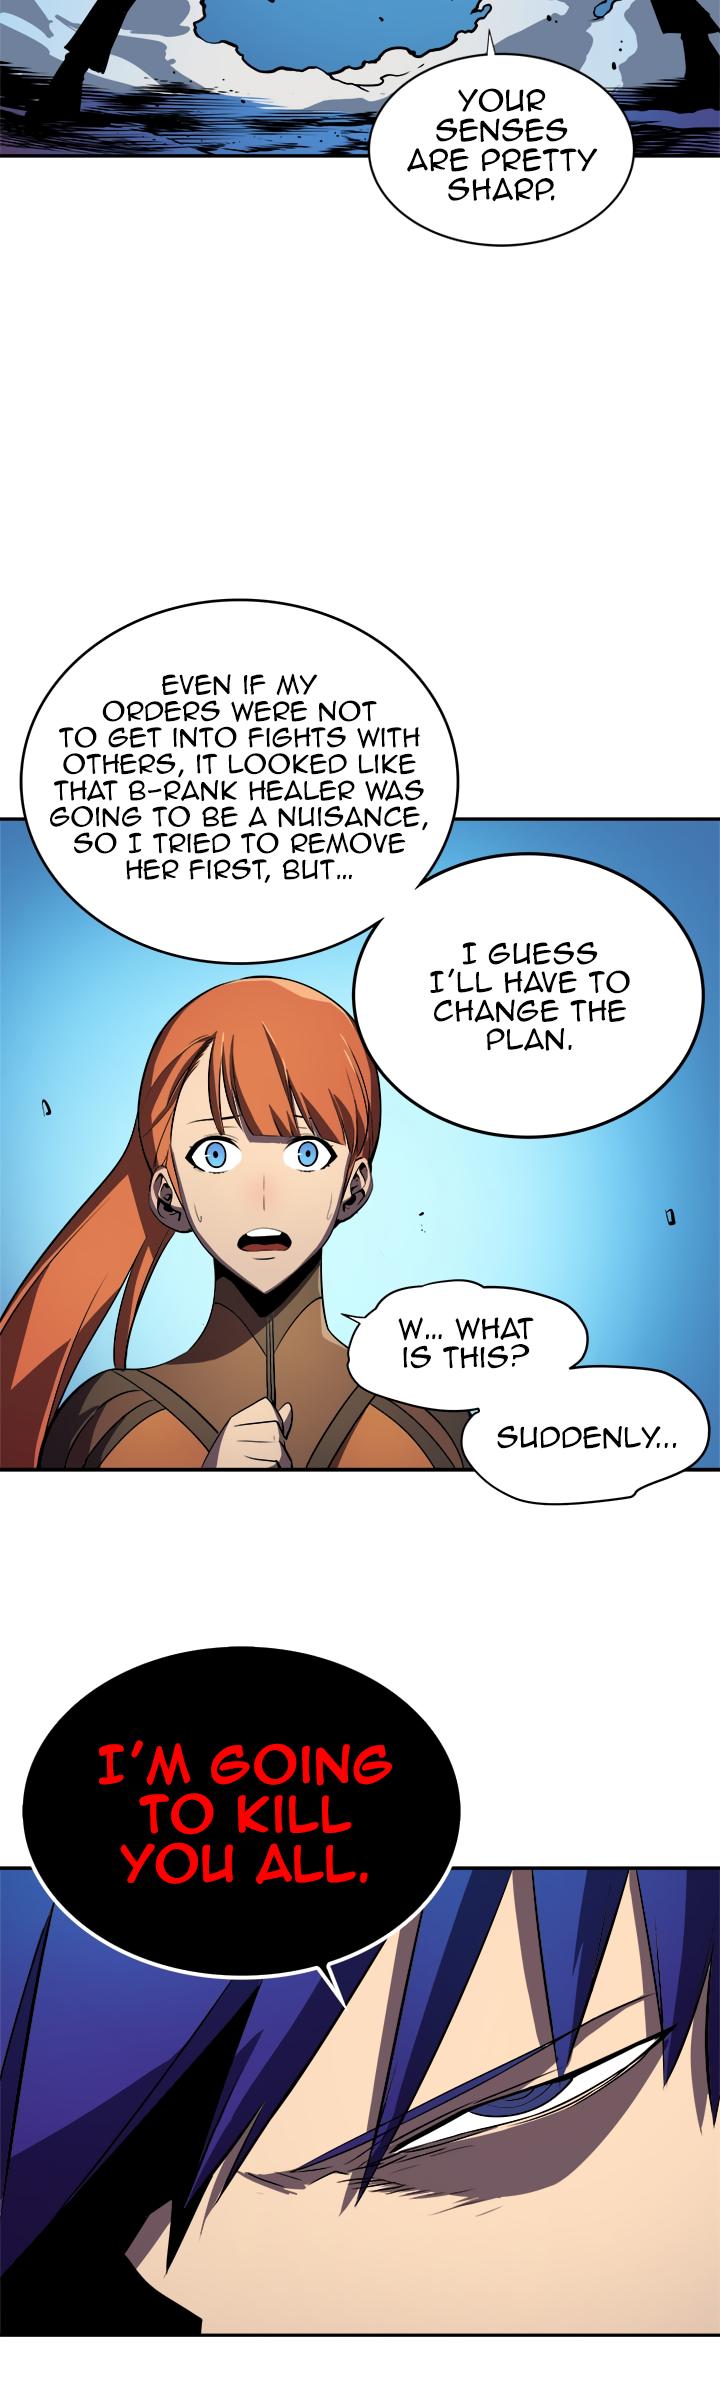 YOUR
SENSES
ARE PRETTY
SHARP.
EVEN IF MY
ORDERS WERE NOT
TO GET INTO FIGHTS WITH
OTHERS, IT LOOKED LIKE
THAT B-RANK HEALER WAS
GOING TO BE A NUISANCE,
SO I TRIED TO REMOVE
HER FIRST, BUT...
I GUESS
I'LL HAVE TO
CHANGE THE
PLAN.
W... WHAT
IS THIS?
SUDDENLY...
I'M GOING
TO KILL
YOU ALL.